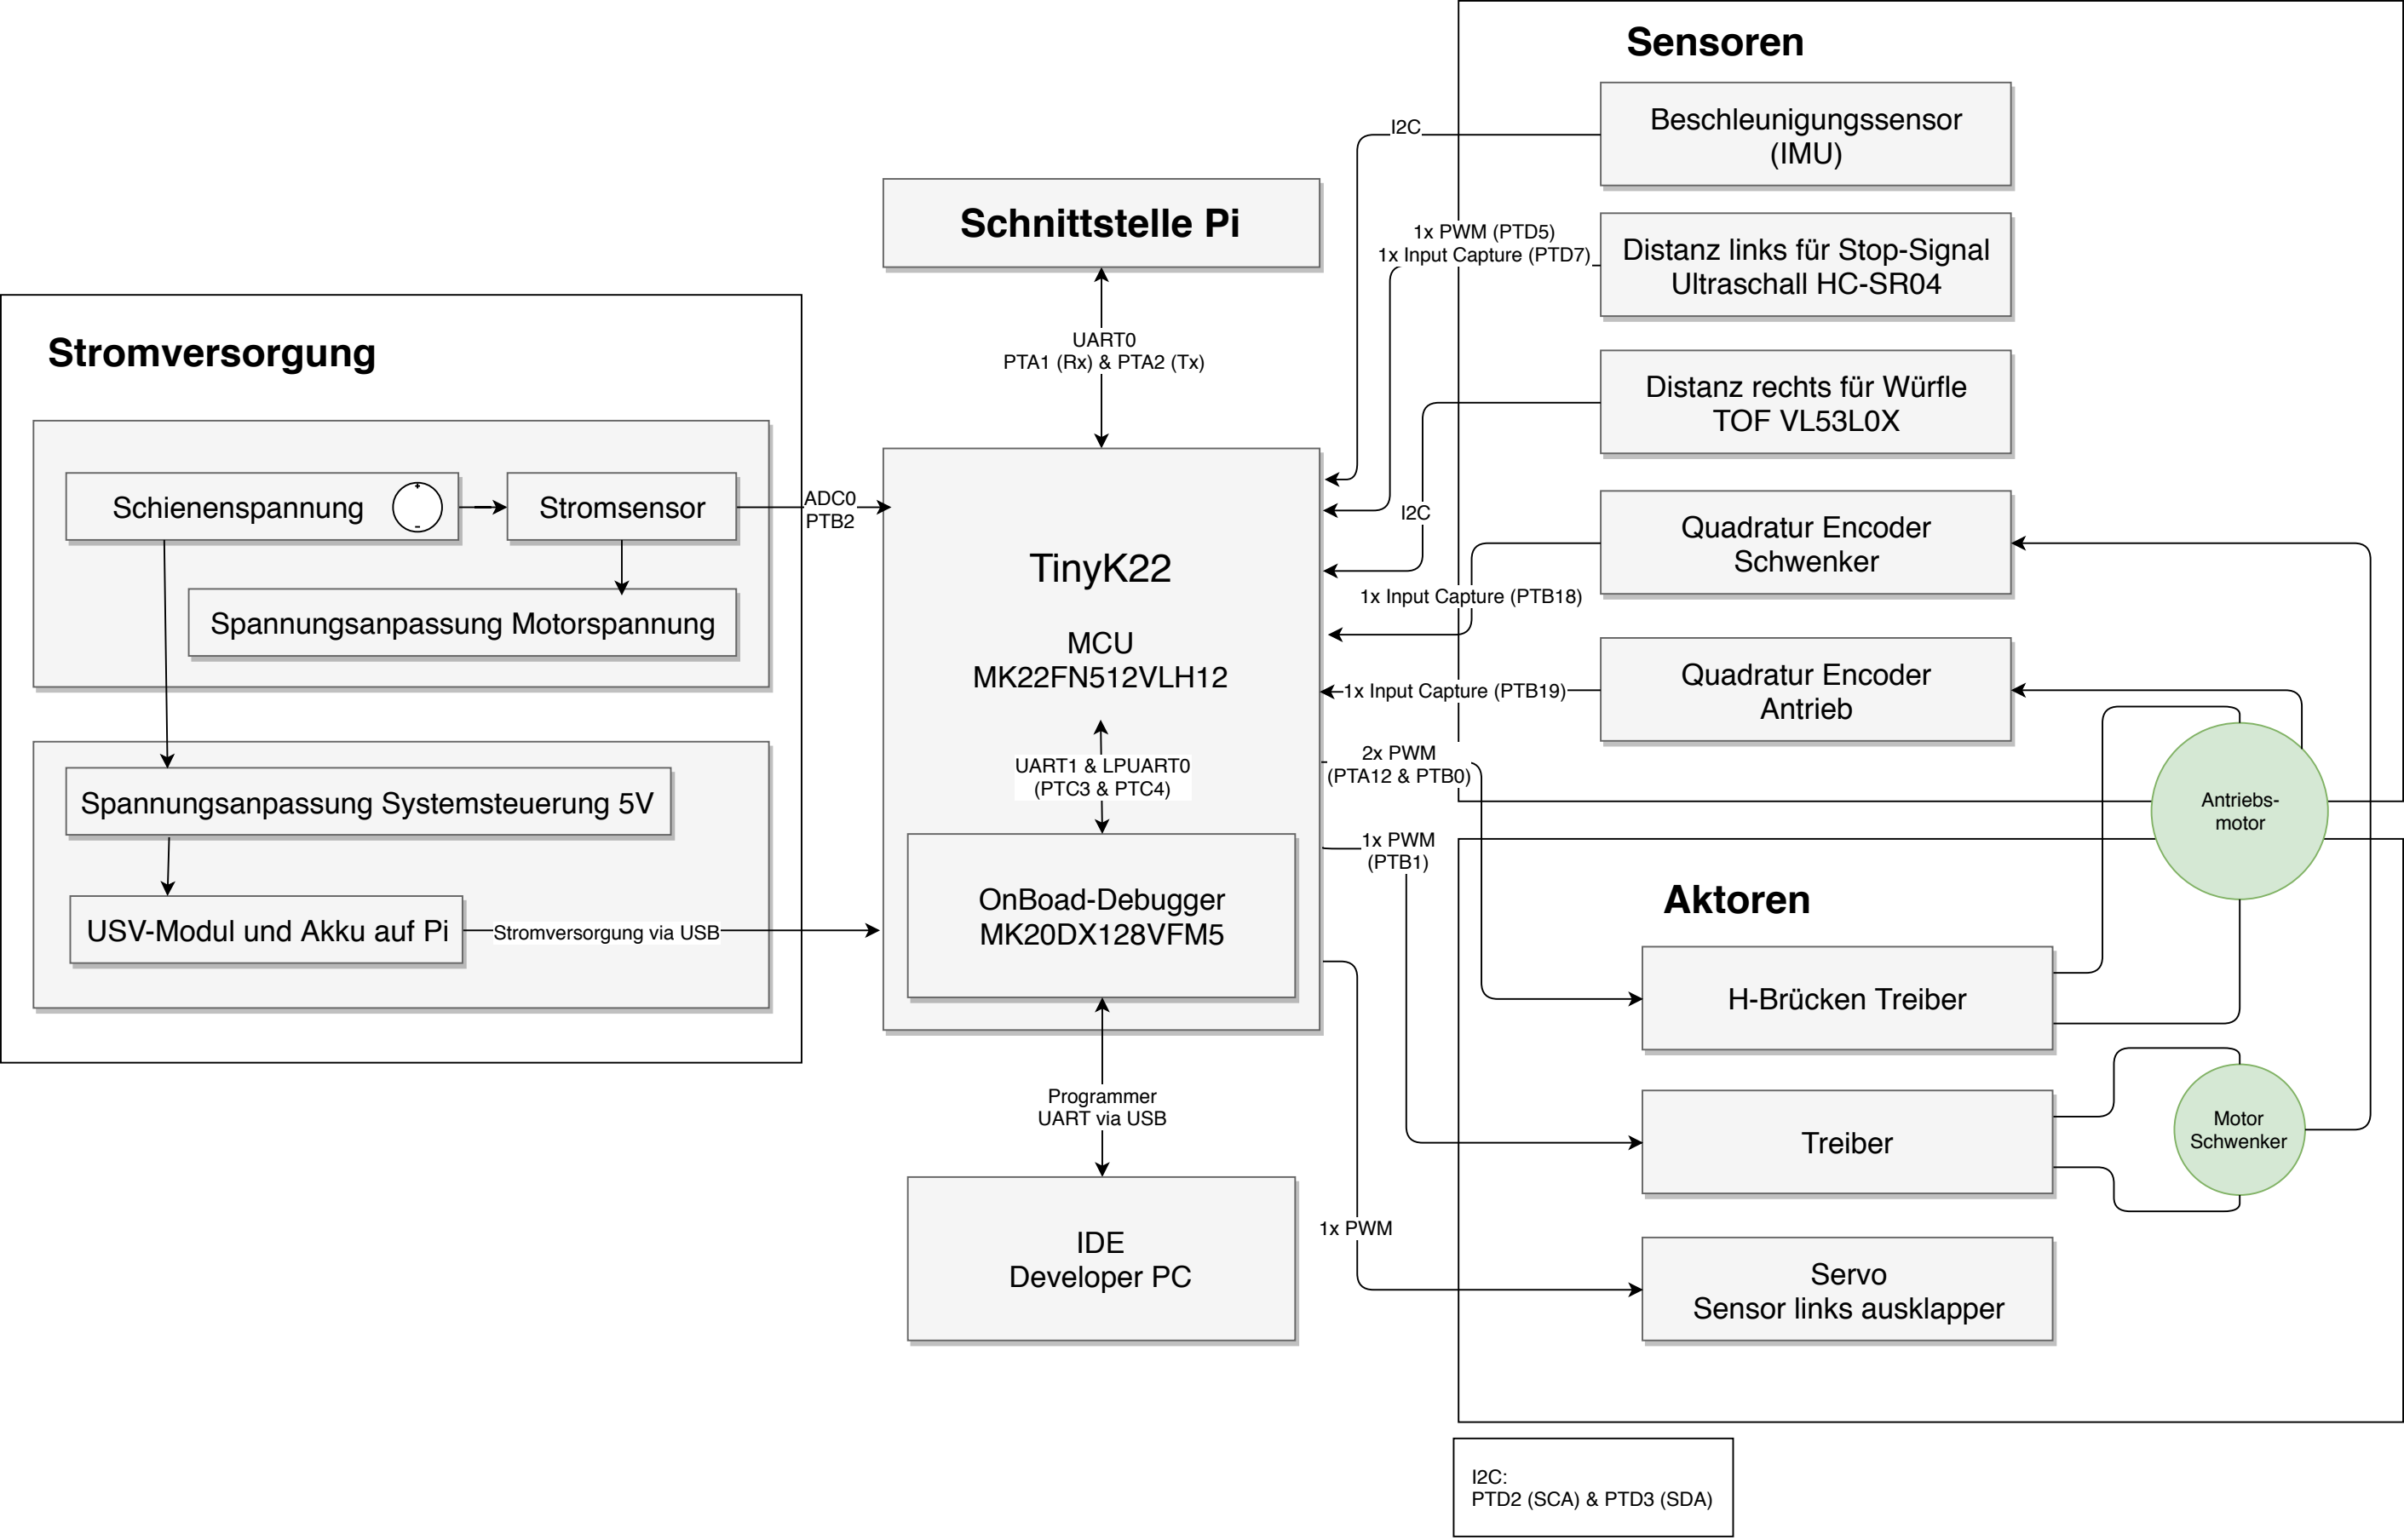 Sensoren
Beschleunigungssensor
(IMU)
I2C
Schnittstelle Pi
1x PWM (PTD5)
1x Input Capture (PTD7)
Distanz links für Stop-Signal
Ultraschall HC-SR04
UART0
PTA1 (Rx) & PTA2 (Tx)
Distanz rechts für Würfle
TOF VL53L0X
I2C
Stromversorgung
Schienenspannung
+
-
Stromsensor
ADC0
PTB2
Spannungsanpassung Motorspannung
Spannungsanpassung Systemsteuerung 5V
USV-Modul und Akku auf Pi
Stromversorgung via USB
TinyK22
MCU
MK22FN512VLH12
UART1 & LPUART0
(PTC3 & PTC4)
OnBoad-Debugger
MK20DX128VFM5
Programmer
UART via USB
IDE
Developer PC
Quadratur Encoder
Schwenker
1x Input Capture (PTB18)
Quadratur Encoder
Antrieb
1x Input Capture (PTB19)
2x PWM
(PTA12 & PTB0)
1x PWM
(PTB1)
1x PWM
Antriebs-
motor
Aktoren
H-Brücken Treiber
Treiber
Motor
Schwenker
Servo
Sensor links ausklapper
I2C:
PTD2 (SCA) & PTD3 (SDA)